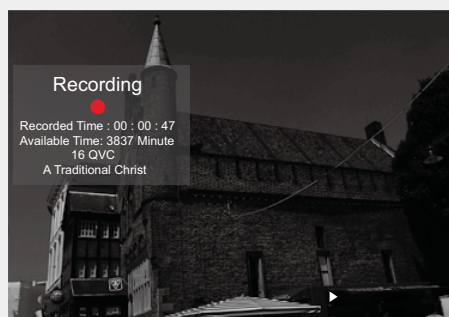 Recording
Recorded Time : 00 : 00 : 47
Available Time: 3837 Minute
16 QVC
A Traditional Christ